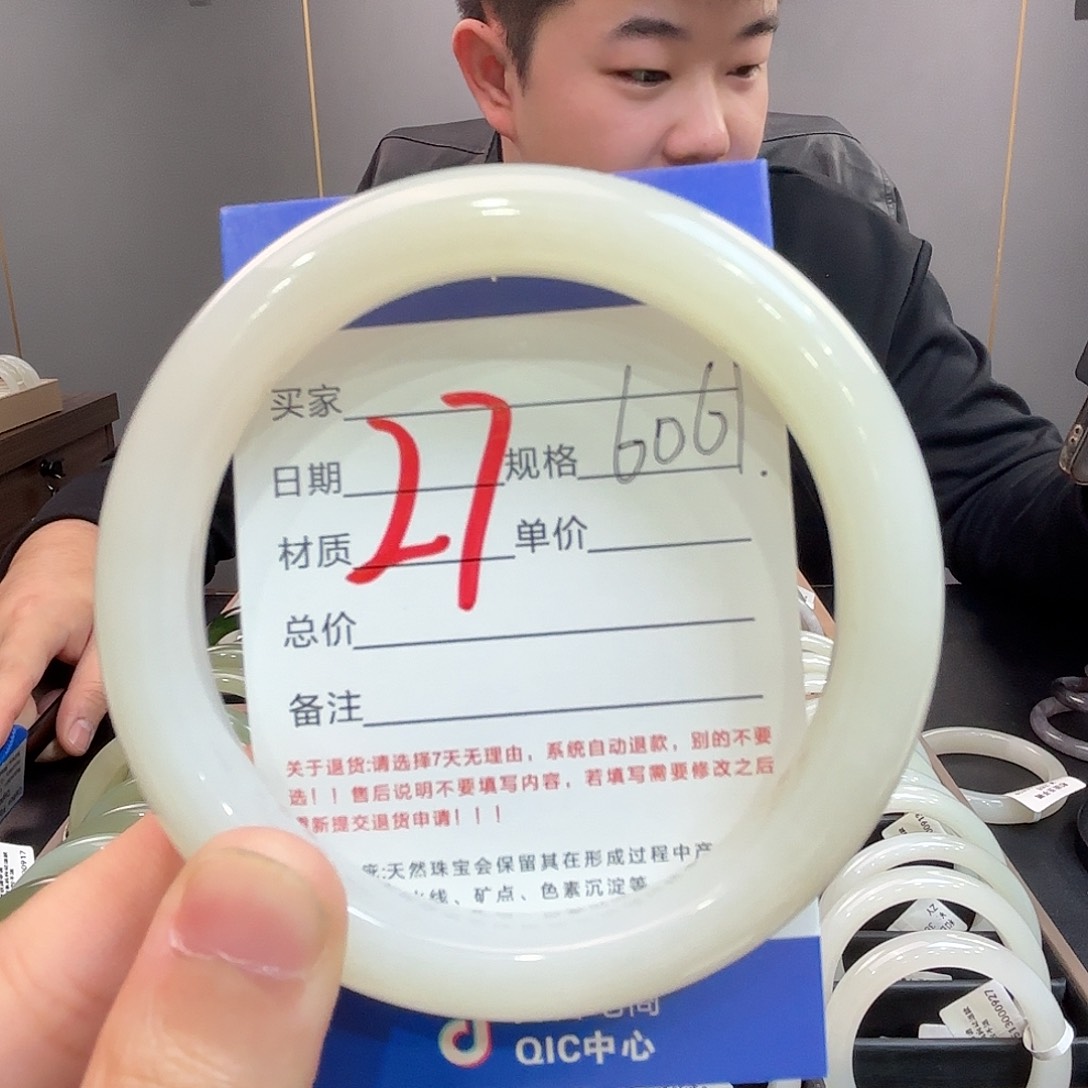 买家
日期 27 规格 6061.
材质 单价
总价
备注
关于退货:请选择7天无理由，系统自动退款，别的不要
选！！售后说明不要填写内容，若填写需要修改之后
新提交退货申请！！！
:天然珠宝会保留其在形成过程中产
线、矿点、色素沉淀等
QIC中心